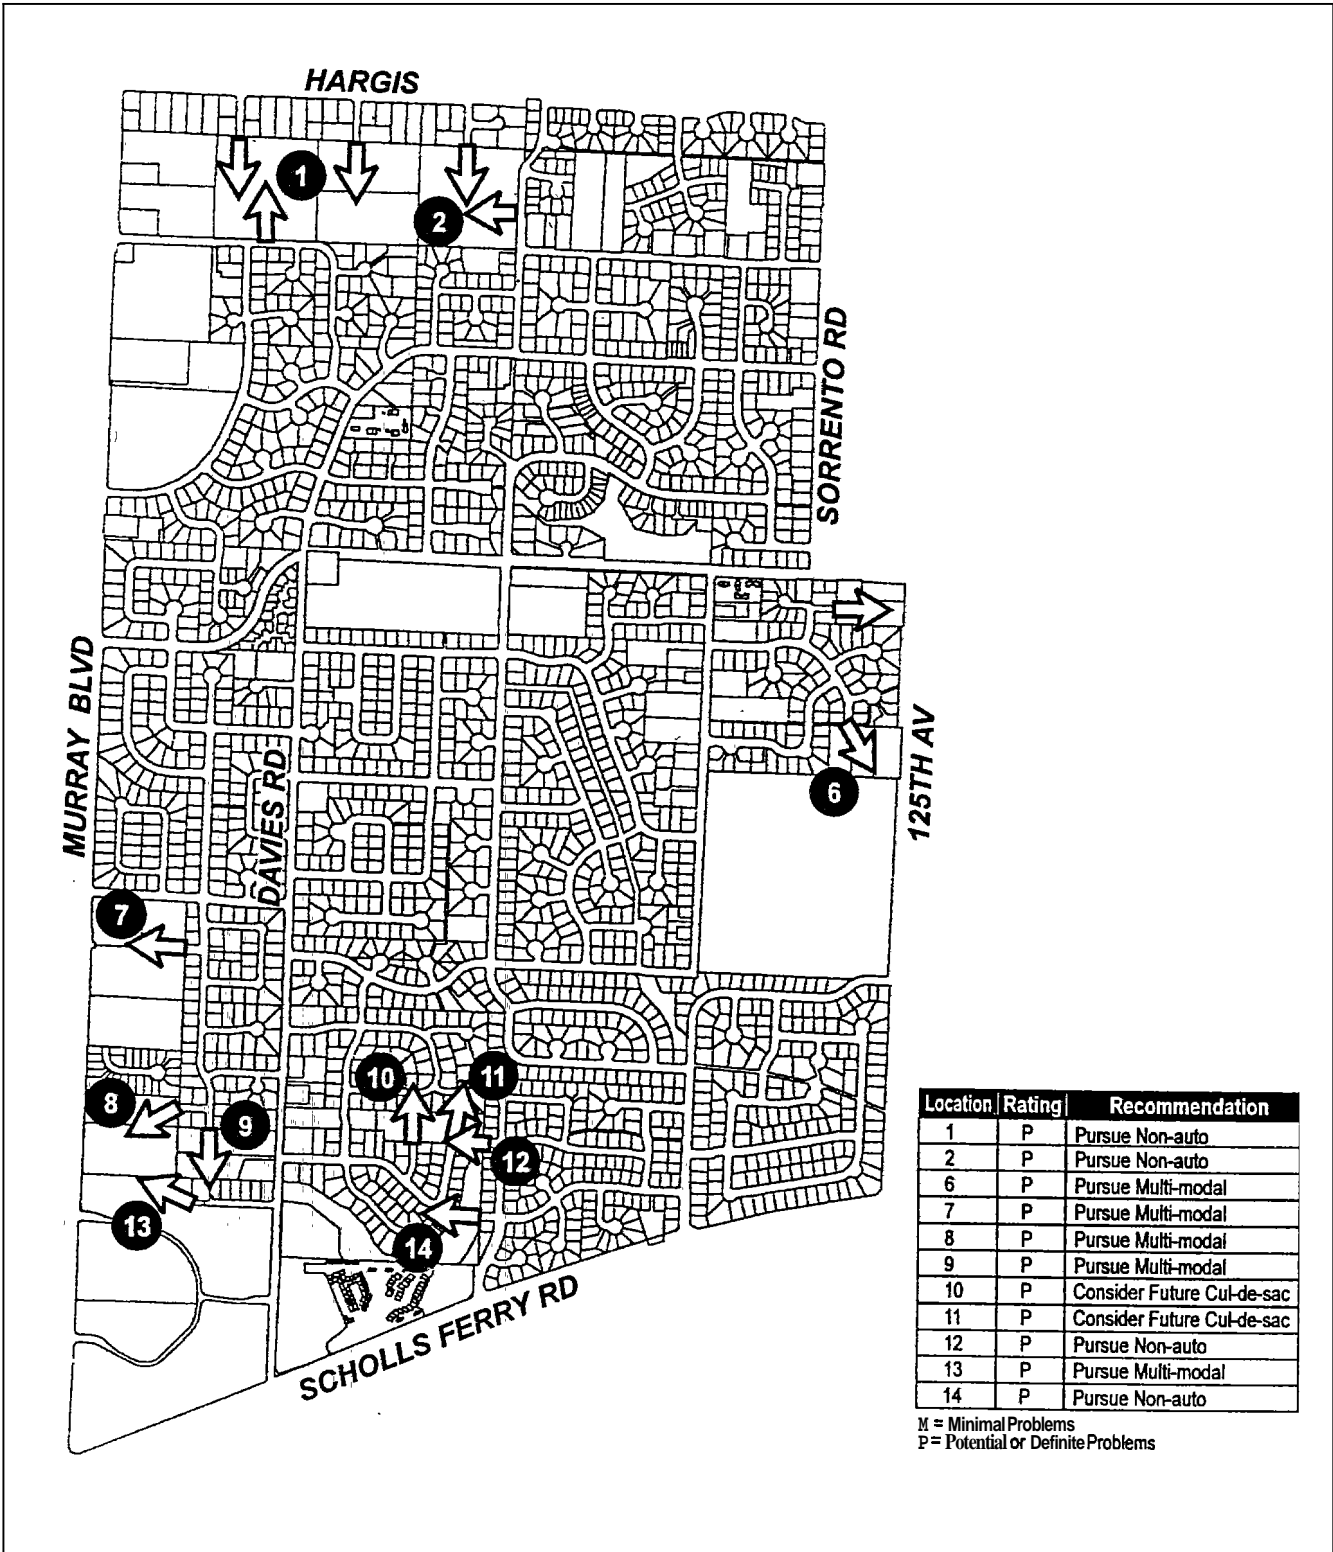 HARGIS
1
2
SORRENTO RD
MURRAY BLVD
DAVIES RD
125TH AV
6
7
8
9
10
11
12
13
14
SCHOLLS FERRY RD
Location Rating Recommendation
1 P Pursue Non-auto
2 P Pursue Non-auto
6 P Pursue Multi-modal
7 P Pursue Multi-modal
8 P Pursue Multi-modal
9 P Pursue Multi-modal
10 P Consider Future Cul-de-sac
11 P Consider Future Cul-de-sac
12 P Pursue Non-auto
13 P Pursue Multi-modal
14 P Pursue Non-auto
M = Minimal Problems
P = Potential or Definite Problems